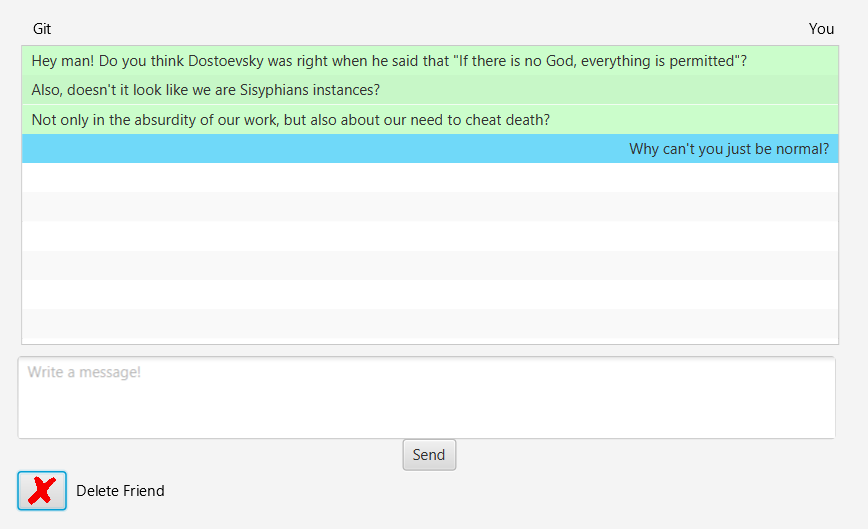 Git
You
Hey man! Do you think Dostoevsky was right when he said that "If there is no God, everything is permitted"?
Also, doesn't it look like we are Sisyphians instances?
Not only in the absurdity of our work, but also about our need to cheat death?
Why can't you just be normal?
Write a message!
Send
Delete Friend